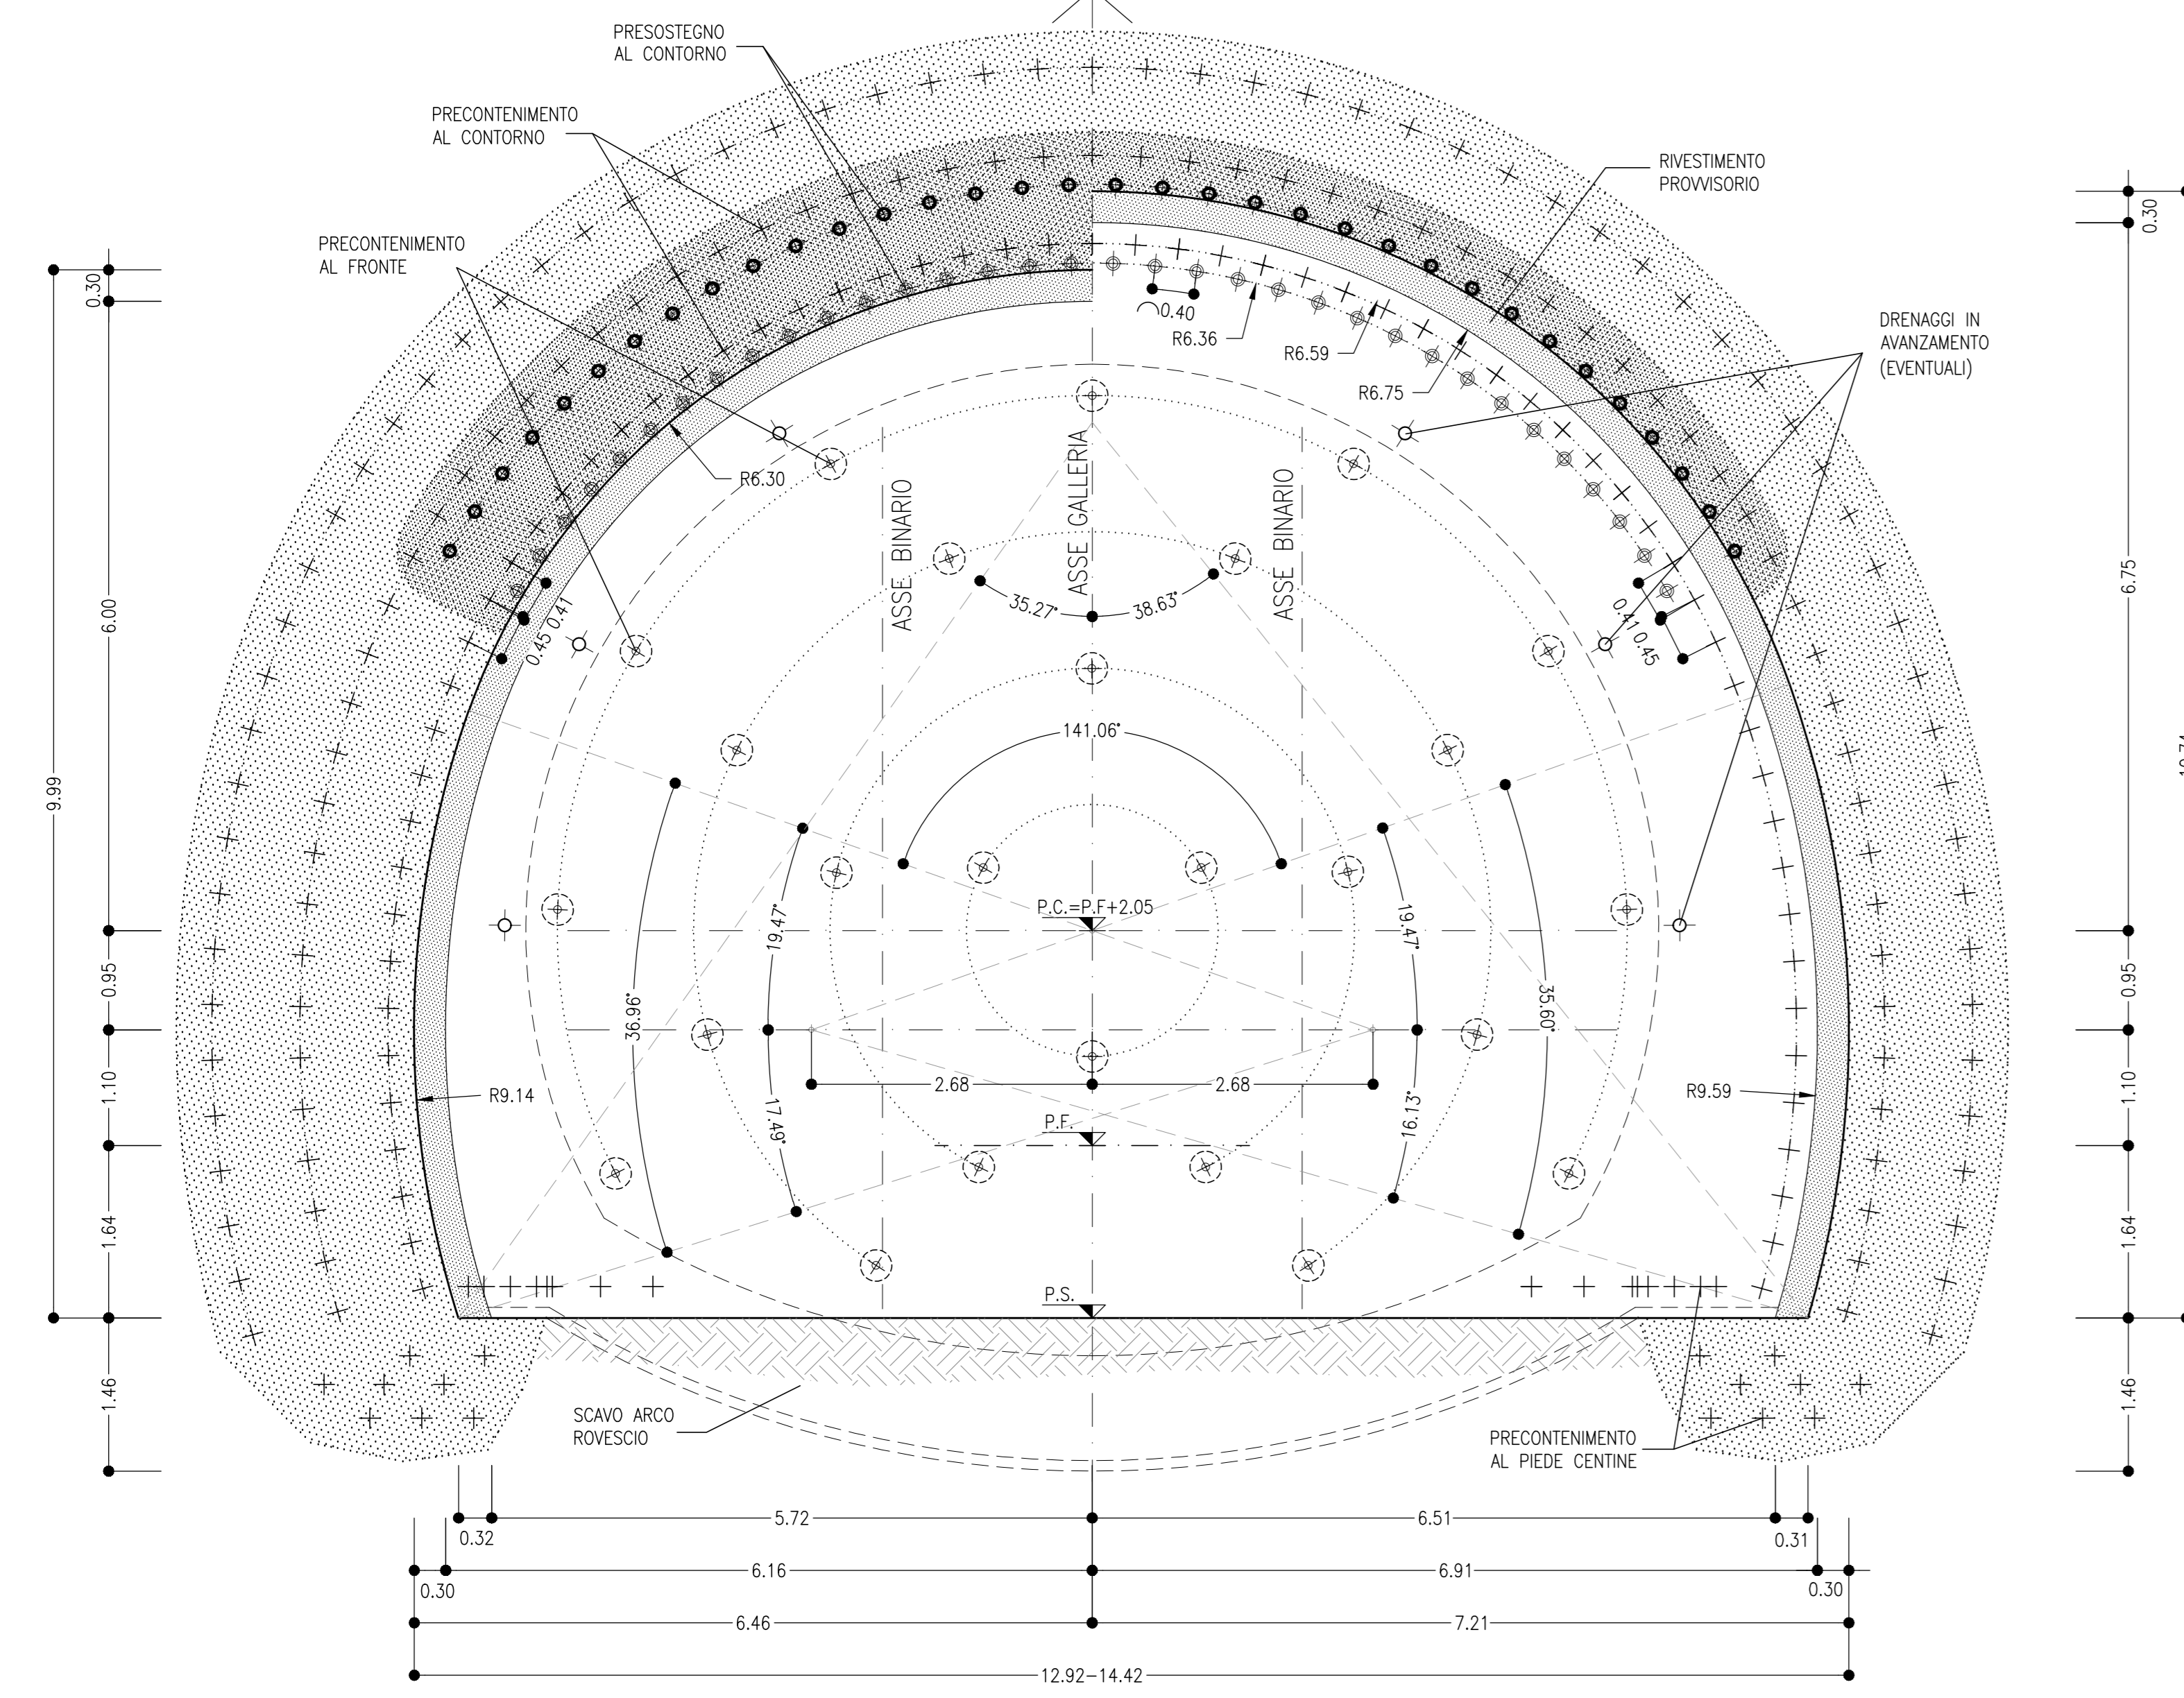 PRESOSTEGNO
AL CONTORNO
PRECONTENIMENTO
AL CONTORNO
PRECONTENIMENTO
AL FRONTE
RIVESTIMENTO
PROVVISORIO
DRENAGGI IN
AVANZAMENTO
(EVENTUALI)
0.30
0.30
0.40
R6.36
R6.59
R6.75
R6.30
ASSE BINARIO
ASSE GALLERIA
ASSE BINARIO
35.27°
38.63°
0.41
0.45
0.41
0.45
6.00
6.75
9.99
141.06°
P.C.=P.F+2.05
19.47°
19.47°
36.96°
35.60°
0.95
0.95
2.68
2.68
R9.14
R9.59
1.10
1.10
17.49°
16.13°
P.F.
1.64
1.64
P.S.
1.46
1.46
SCAVO ARCO
ROVESCIO
PRECONTENIMENTO
AL PIEDE CENTINE
5.72
6.51
0.32
0.31
6.16
6.91
0.30
0.30
6.46
7.21
12.92-14.42